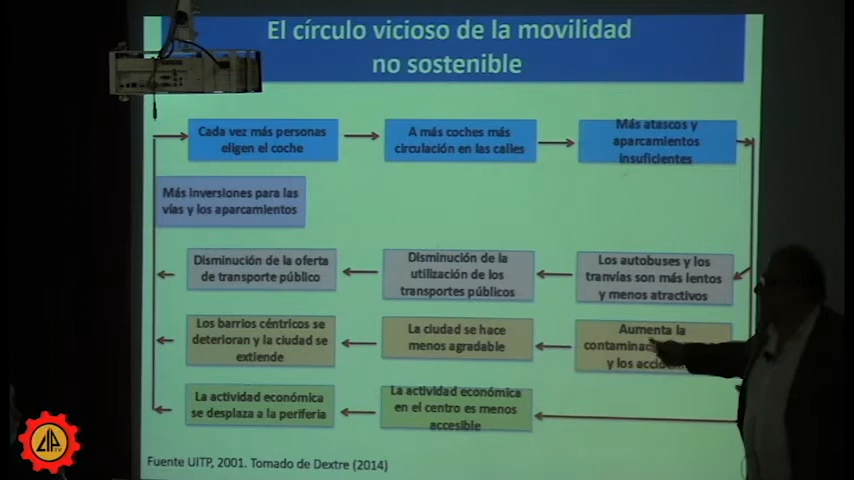 El círculo vicioso de la movilidad
no sostenible
Cada vez más personas
eligen el coche
A más coches más
circulación en las calles
Más atascos y
aparcamientos
insuficientes
Más inversiones para las
vías y los aparcamientos
Disminución de la oferta
de transporte público
Disminución de la
utilización de los
transportes públicos
Los autobuses y los
tranvías son más lentos
y menos atractivos
Los barrios céntricos se
deterioran y la ciudad se
extiende
La ciudad se hace
menos agradable
Aumenta la
y los
La actividad económica
se desplaza a la periferia
La actividad económica
en el centro es menos
accesible
Fuente UITP, 2001. Tomado de Dextre (2014)